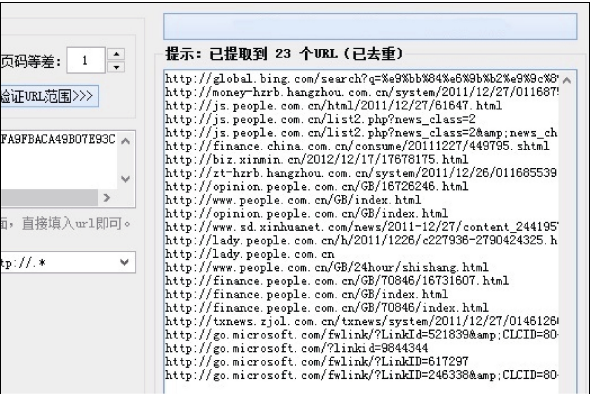 页码等差: 1
验证URL范围>>>
FA9FBACA49B07E93C
面，直接填入url即可。
tp://.*
提示: 已提取到 23 个URL (已去重)
http://global.bing.com/search?q=%e9%bb%84%e6%9b%b2%e9%9c%8
http://money-hzrb.hangzhou.com.cn/system/2011/12/27/01168
http://js.people.com.cn/html/2011/12/27/61647.html
http://js.people.com.cn/list2.php?news_class=2
http://js.people.com.cn/list2.php?news_class=2&amp;news_ch
http://finance.china.com.cn/consume/20111227/449795.shtml
http://biz.xinmin.cn/2012/12/17/17678175.html
http://zt-hzrb.hangzhou.com.cn/system/2011/12/26/011685539
http://opinion.people.com.cn/GB/16726246.html
http://www.people.com.cn/GB/index.html
http://opinion.people.com.cn/GB/index.html
http://www.sd.xinhuanet.com/news/2011-12/27/content_244195
http://lady.people.com.cn/h/2011/1226/c227936-2790424325.h
http://lady.people.com.cn
http://www.people.com.cn/GB/24hour/shishang.html
http://finance.people.com.cn/GB/70846/16731607.html
http://finance.people.com.cn/GB/index.html
http://finance.people.com.cn/GB/70846/index.html
http://txnews.zjol.com.cn/txnews/system/2011/12/27/0146126
http://go.microsoft.com/fwlink/?LinkId=521839&amp;CLCID=80
http://go.microsoft.com/?linkid=9844344
http://go.microsoft.com/fwlink/?LinkID=617297
http://go.microsoft.com/fwlink/?LinkID=246338&amp;CLCID=80